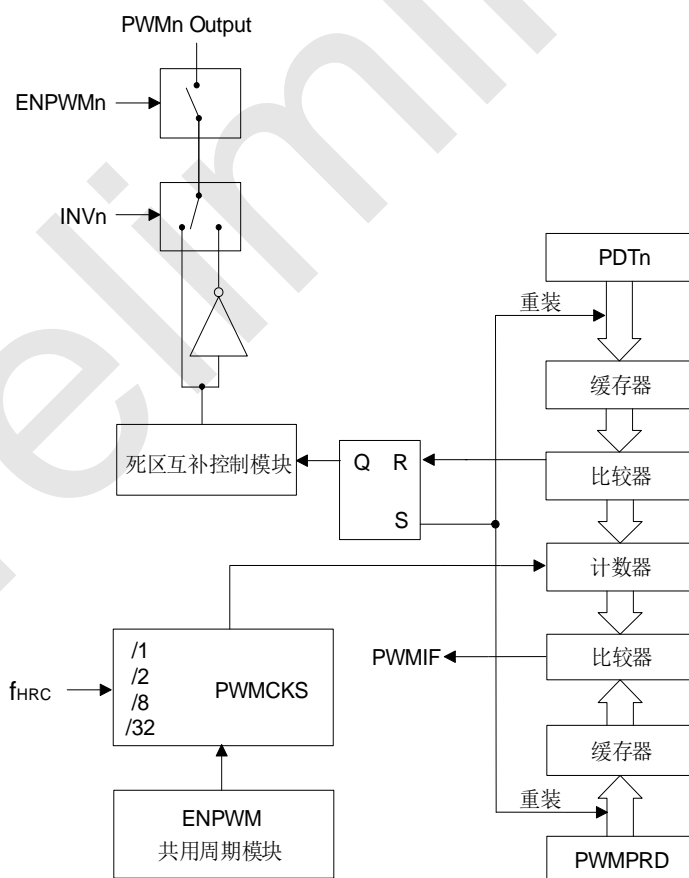 PWMn Output
ENPWMn
INVn
PDTn
重装
缓存器
死区互补控制模块
Q R
S
比较器
计数器
/1
/2
/8
/32
PWMCKS
fHRC
PWMIF
比较器
缓存器
ENPWM
共用周期模块
重装
PWMPRD